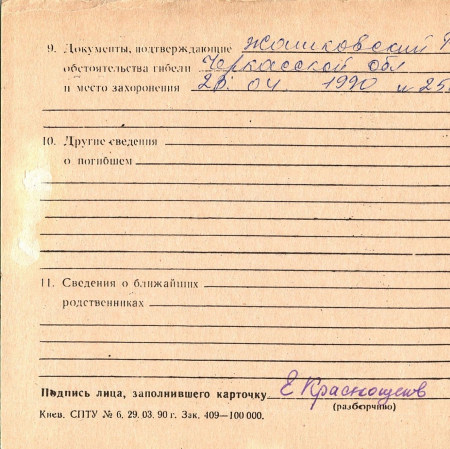 9. Документы, подтверждающие Жашковский
обстоятельства гибели Черкасской обл
и место захоронения 23. 04. 1990 № 25
10. Другие сведения
о погибшем
11. Сведения о ближайших
родственниках
Подпись лица, заполнившего карточку Е Краснощеков
(разборчиво)
Киев. СПТУ № 6, 29. 03. 90 г. Зак. 409—100 000.